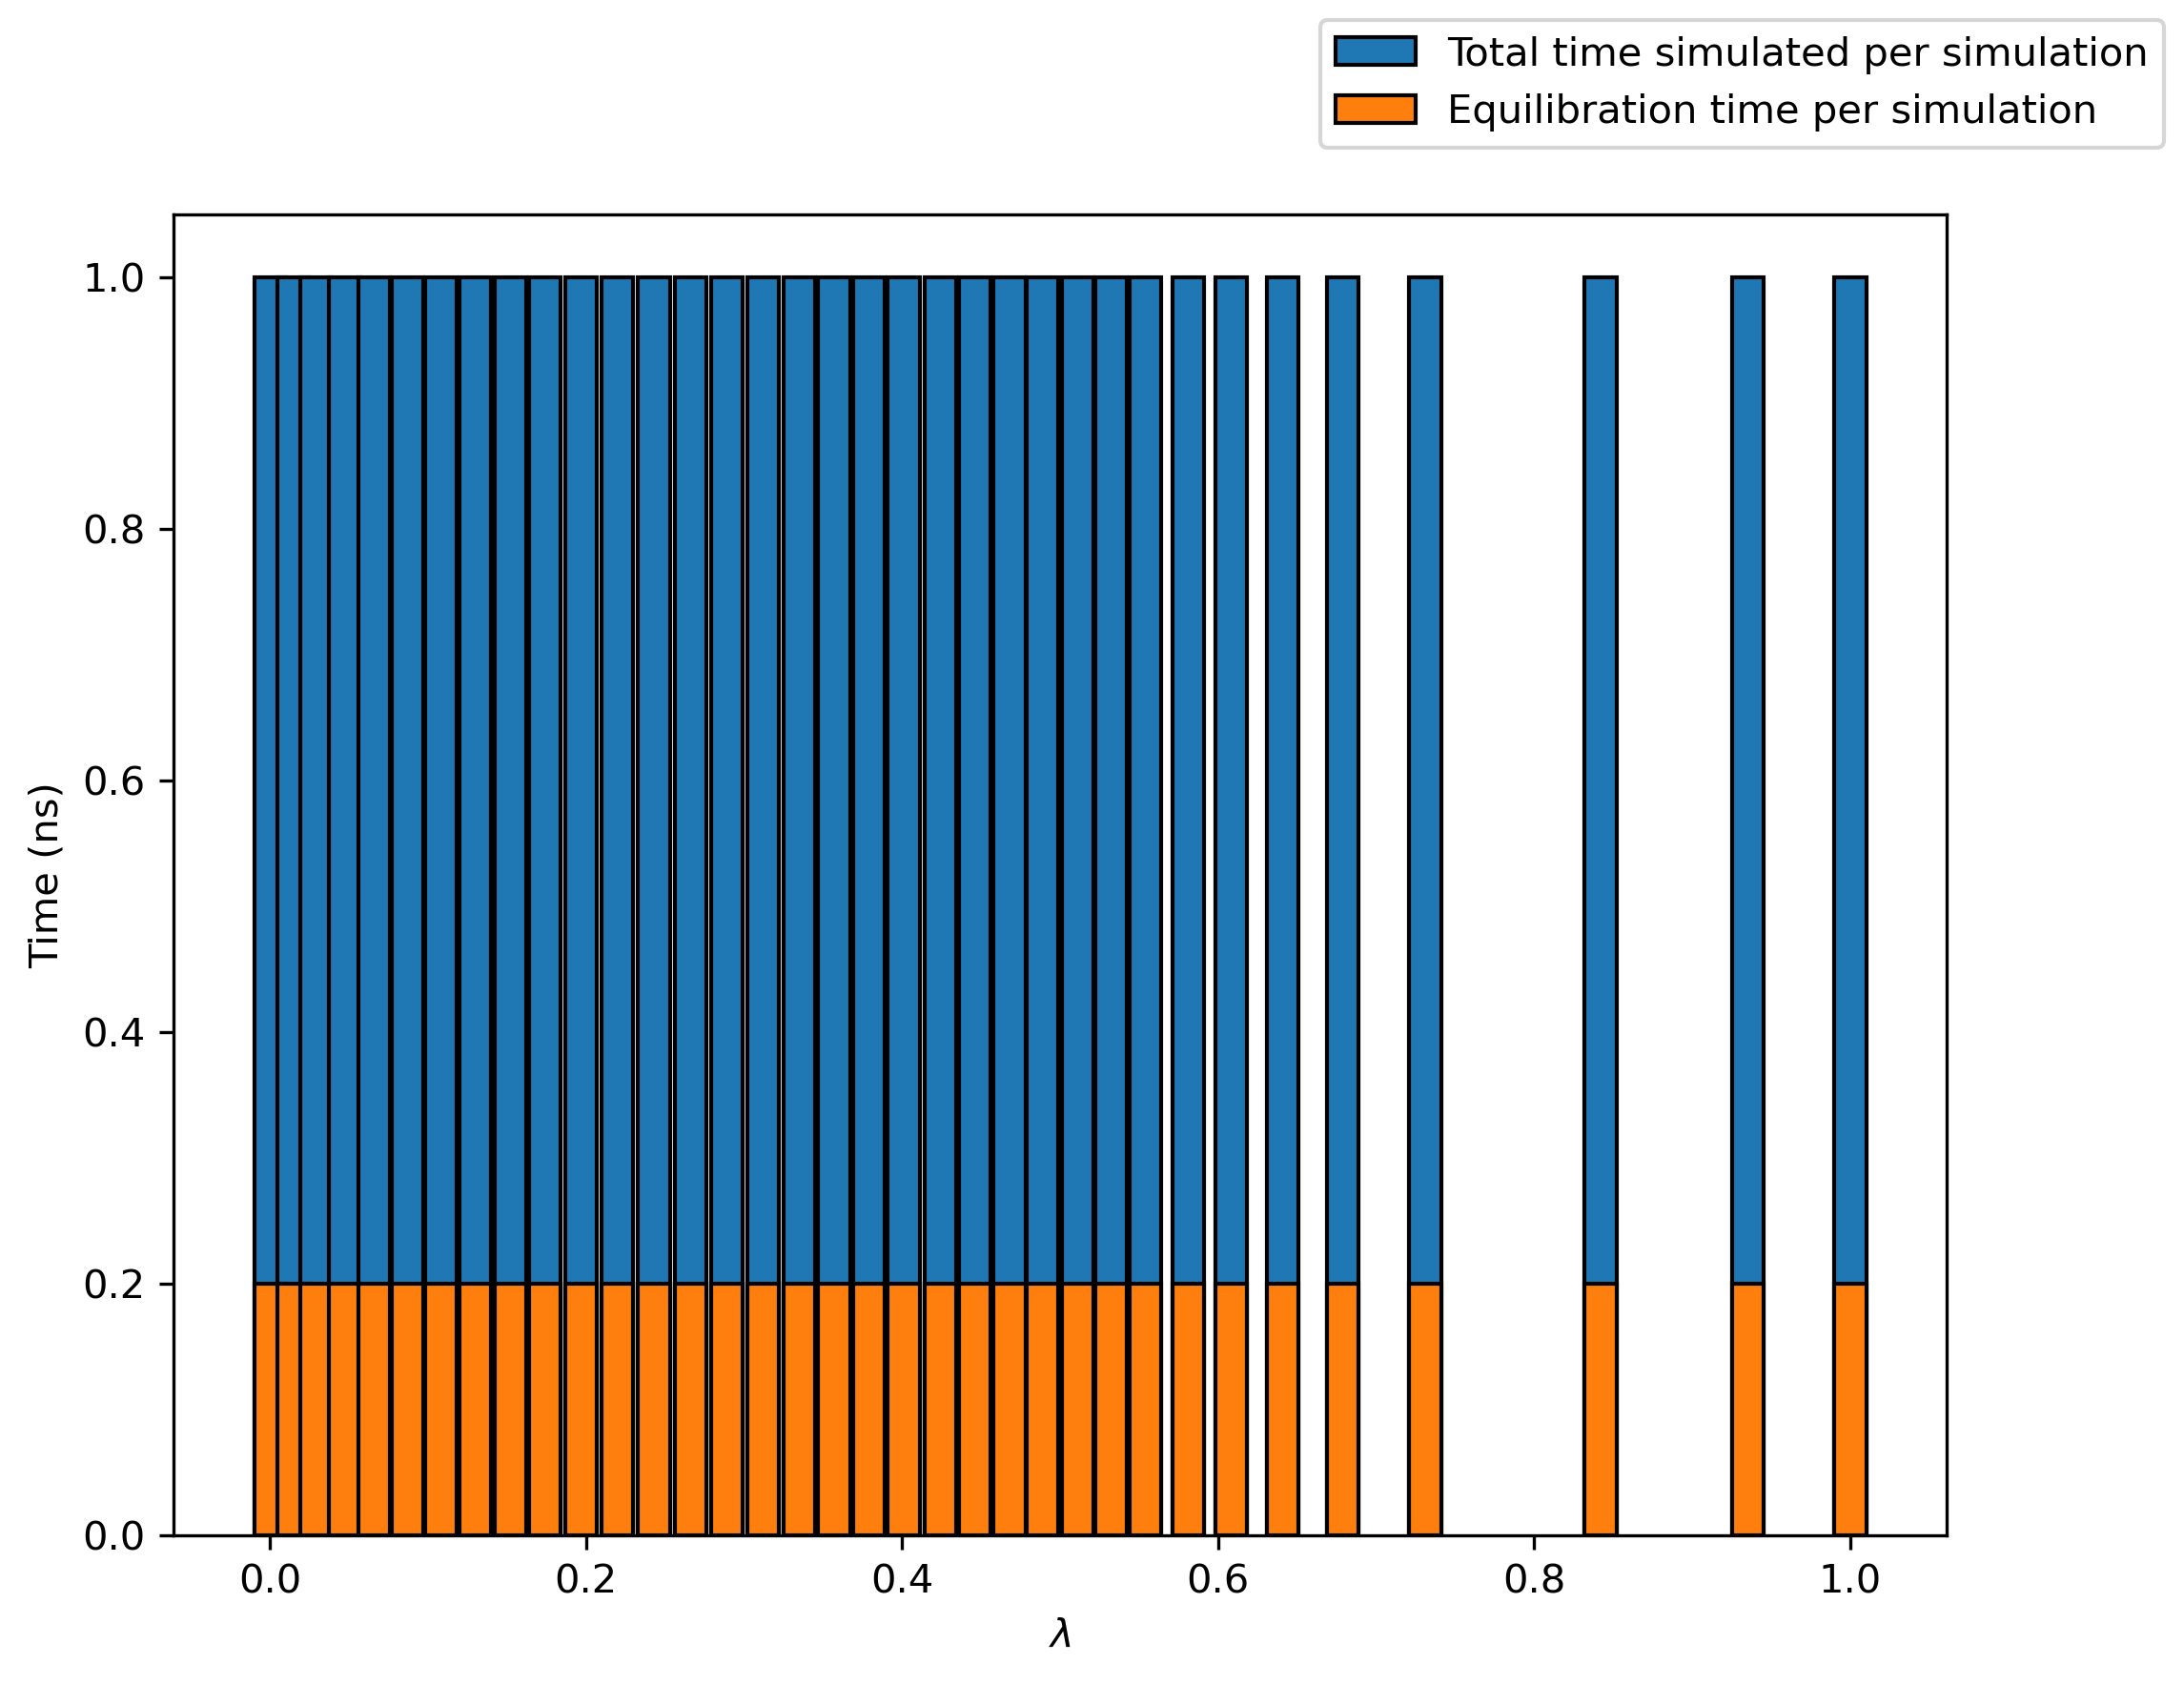 Total time simulated per simulation
Equilibration time per simulation
1.0
0.8
0.6
0.4
0.2
0.0
Time (ns)
0.0 0.2 0.4 0.6 0.8 1.0
λ